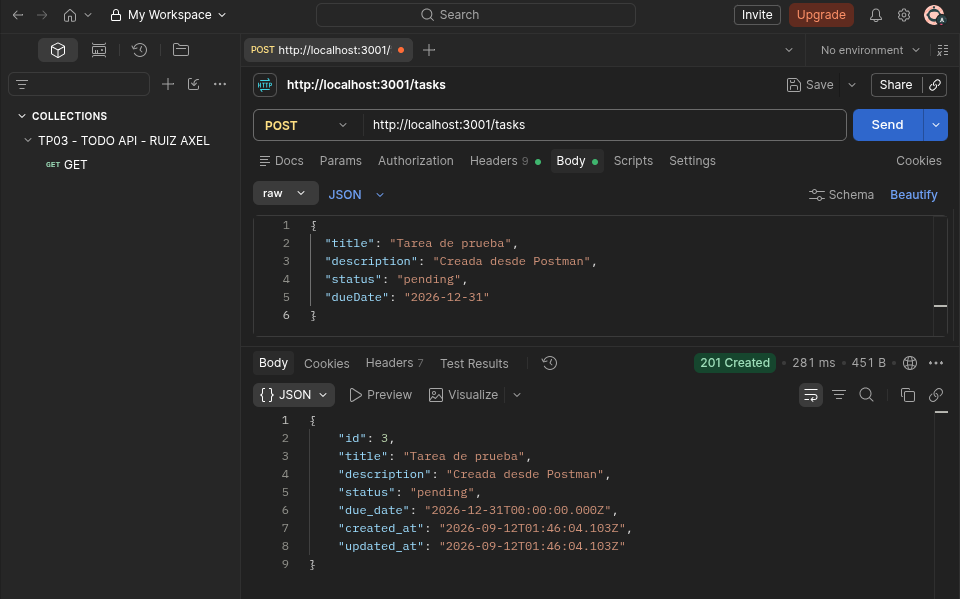 My Workspace
Search
Invite
Upgrade
POST http://localhost:3001/
No environment
COLLECTIONS
TP03 - TODO API - RUIZ AXEL
GET GET
HTTP http://localhost:3001/tasks
Save
Share
POST http://localhost:3001/tasks
Send
Docs Params Authorization Headers 9 Body Scripts Settings Cookies
raw JSON Schema Beautify
1 {
2 "title": "Tarea de prueba",
3 "description": "Creada desde Postman",
4 "status": "pending",
5 "dueDate": "2026-12-31"
6 }
Body Cookies Headers 7 Test Results 201 Created • 281 ms • 451 B
{} JSON Preview Visualize
1 {
2 "id": 3,
3 "title": "Tarea de prueba",
4 "description": "Creada desde Postman",
5 "status": "pending",
6 "due_date": "2026-12-31T00:00:00.000Z",
7 "created_at": "2026-09-12T01:46:04.103Z",
8 "updated_at": "2026-09-12T01:46:04.103Z"
9 }